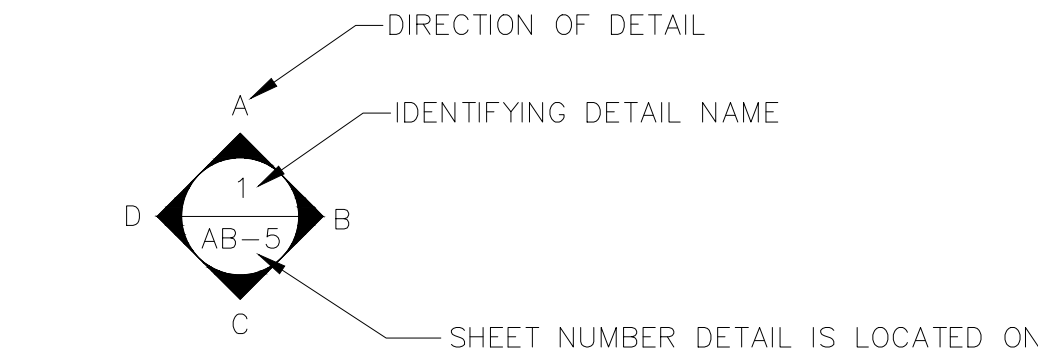 DIRECTION OF DETAIL
A
IDENTIFYING DETAIL NAME
1
D
B
AB-5
C
SHEET NUMBER DETAIL IS LOCATED ON